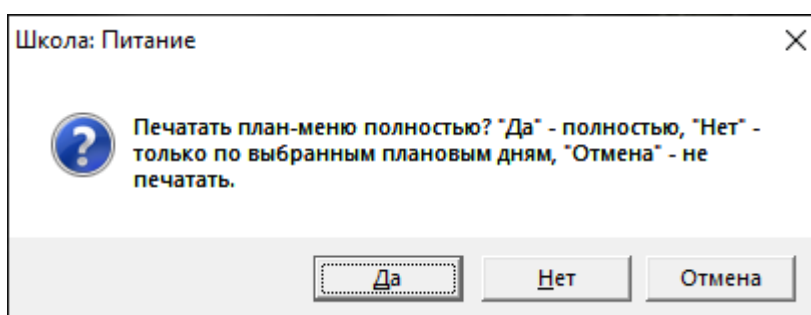 Школа: Питание
Печатать план-меню полностью? "Да" - полностью, "Нет" -
только по выбранным плановым дням, "Отмена" - не
печатать.
Да
Нет
Отмена